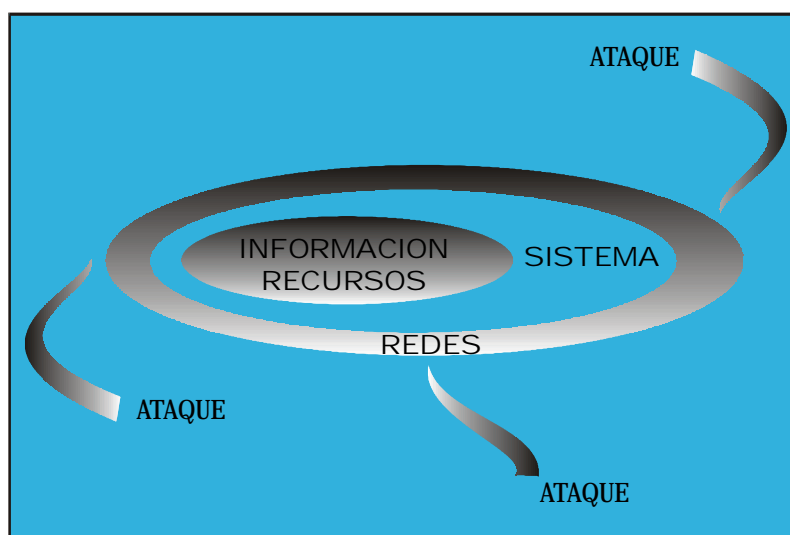 ATAQUE
INFORMACION
RECURSOS
SISTEMA
REDES
ATAQUE
ATAQUE